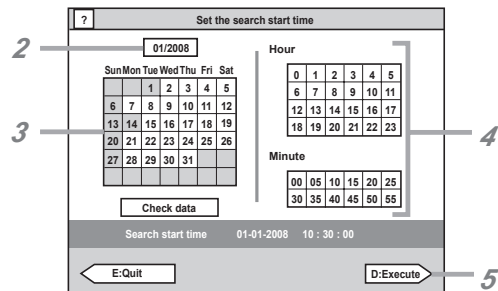 ? Set the search start time
2
01/2008
Sun Mon Tue Wed Thu Fri Sat
1 2 3 4 5
6 7 8 9 10 11 12
13 14 15 16 17 18 19
20 21 22 23 24 25 26
27 28 29 30 31
3
Check data
Hour
0 1 2 3 4 5
6 7 8 9 10 11
12 13 14 15 16 17
18 19 20 21 22 23
Minute
00 05 10 15 20 25
30 35 40 45 50 55
4
Search start time 01-01-2008 10 : 30 : 00
E:Quit
D:Execute
5